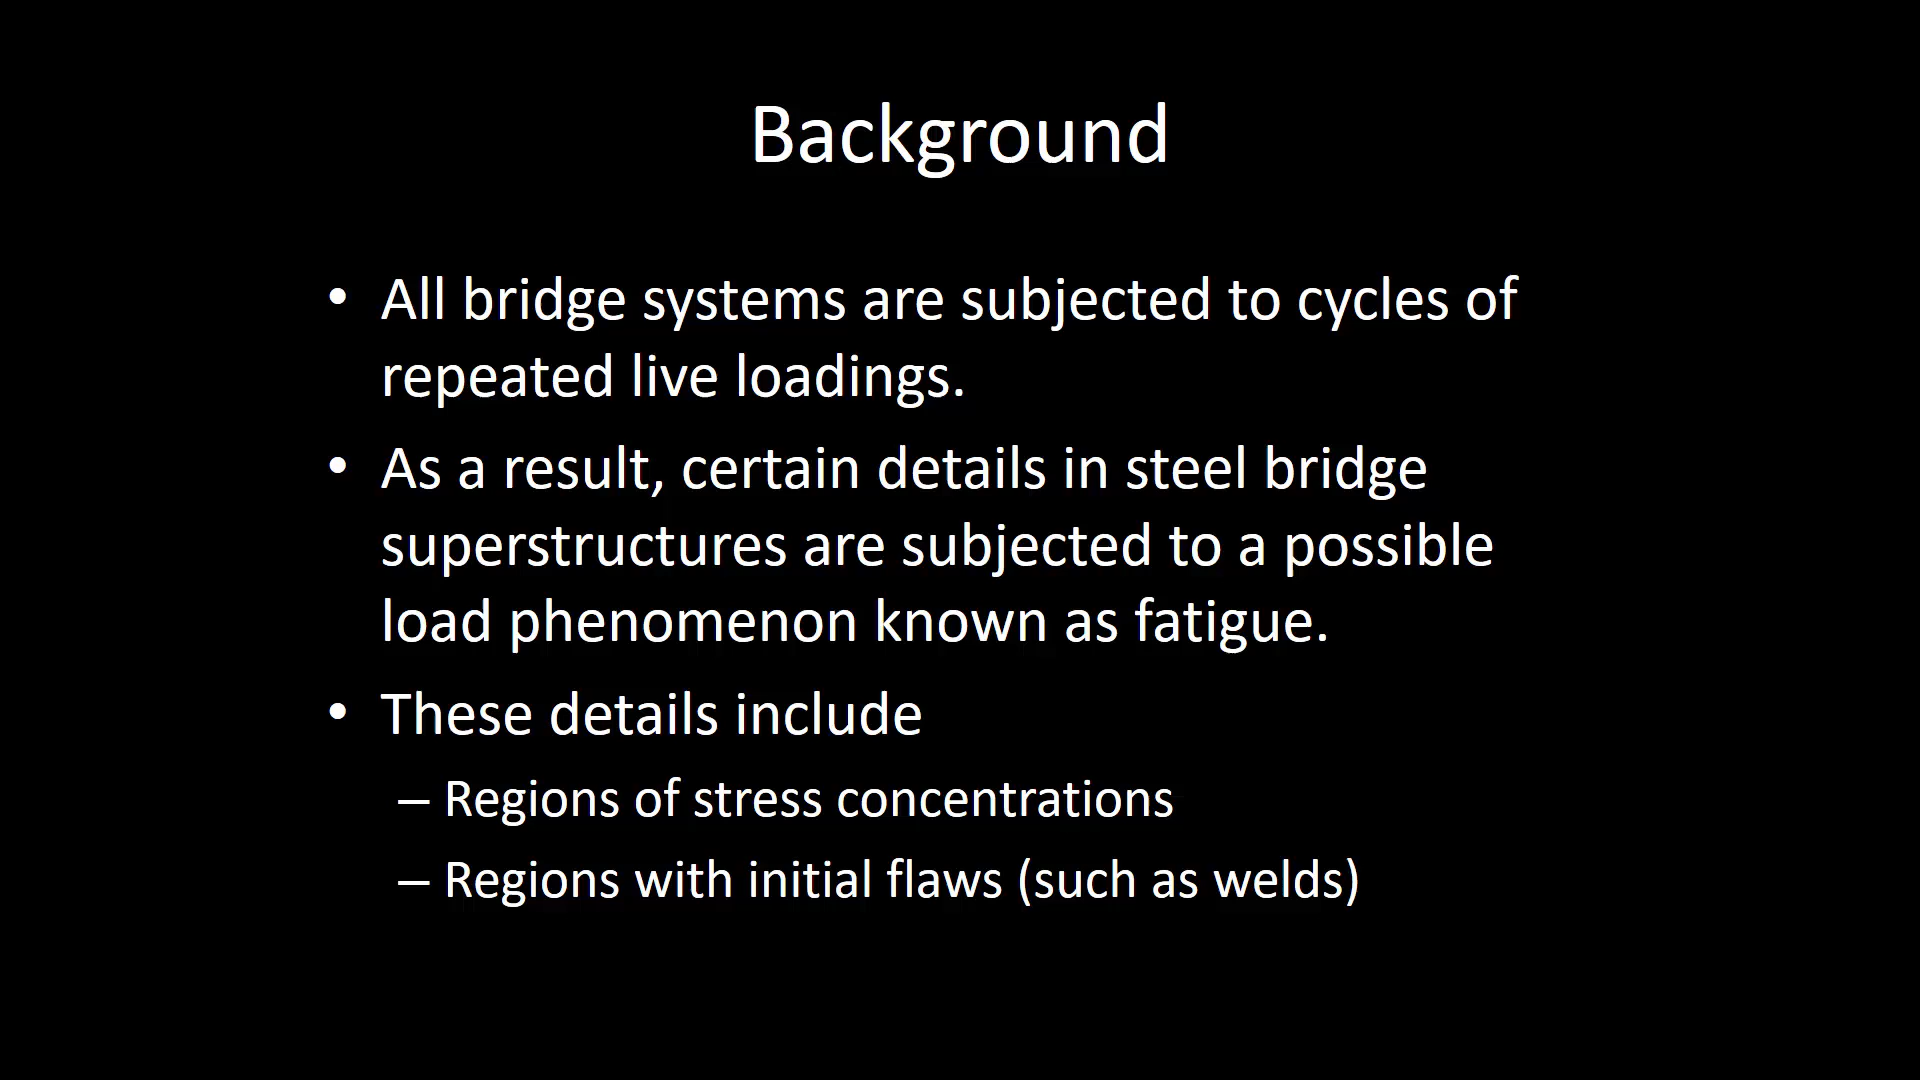 Background
• All bridge systems are subjected to cycles of
repeated live loadings.
• As a result, certain details in steel bridge
superstructures are subjected to a possible
load phenomenon known as fatigue.
• These details include
– Regions of stress concentrations
– Regions with initial flaws (such as welds)